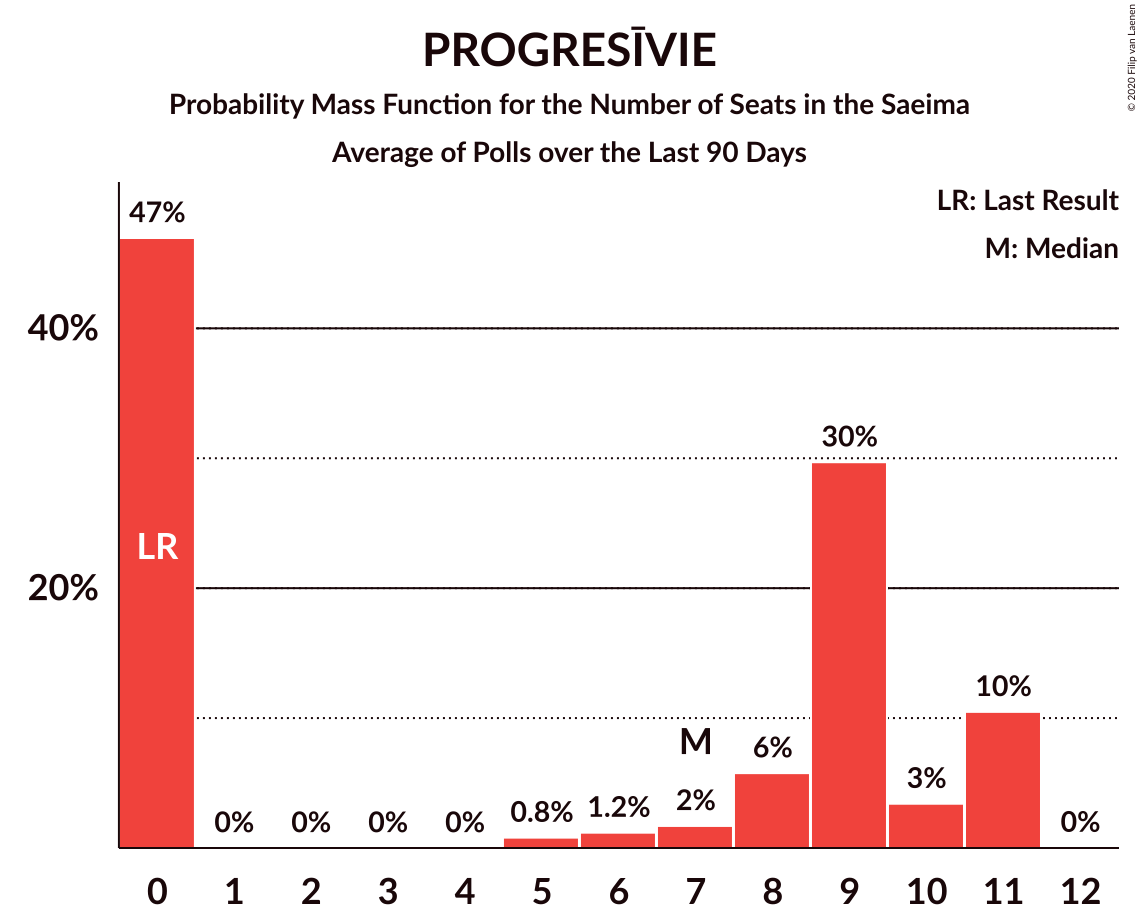 PROGRESĪVIE
Probability Mass Function for the Number of Seats in the Saeima
Average of Polls over the Last 90 Days
© 2020 Filip van Laenen
LR: Last Result
M: Median
47%
40%
30%
LR
20%
10%
M
6%
3%
2%
1.2%
0.8%
0% 0% 0% 0% 0%
0 1 2 3 4 5 6 7 8 9 10 11 12